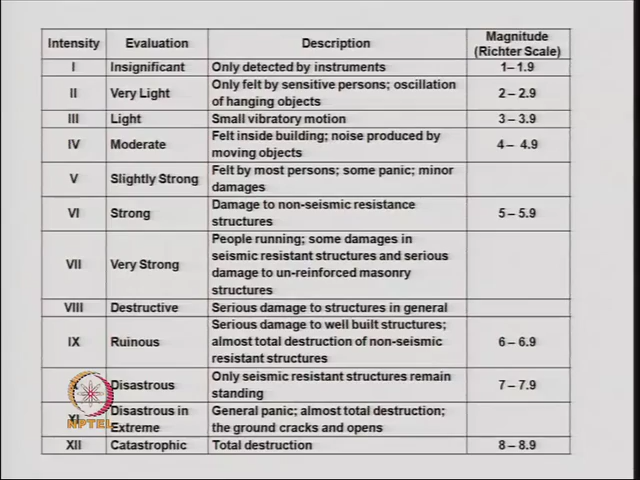 Intensity Evaluation Description Magnitude (Richter Scale)
I Insignificant Only detected by instruments 1– 1.9
II Very Light Only felt by sensitive persons; oscillation of hanging objects 2 – 2.9
III Light Small vibratory motion 3 – 3.9
IV Moderate Felt inside building; noise produced by moving objects 4 – 4.9
V Slightly Strong Felt by most persons; some panic; minor damages
VI Strong Damage to non-seismic resistance structures 5 – 5.9
VII Very Strong People running; some damages in seismic resistant structures and serious damage to un-reinforced masonry structures
VIII Destructive Serious damage to structures in general
IX Ruinous Serious damage to well built structures; almost total destruction of non-seismic resistant structures 6 – 6.9
Disastrous Only seismic resistant structures remain standing 7 – 7.9
XI Disastrous in Extreme General panic; almost total destruction; the ground cracks and opens
XII Catastrophic Total destruction 8 – 8.9
NPTEL